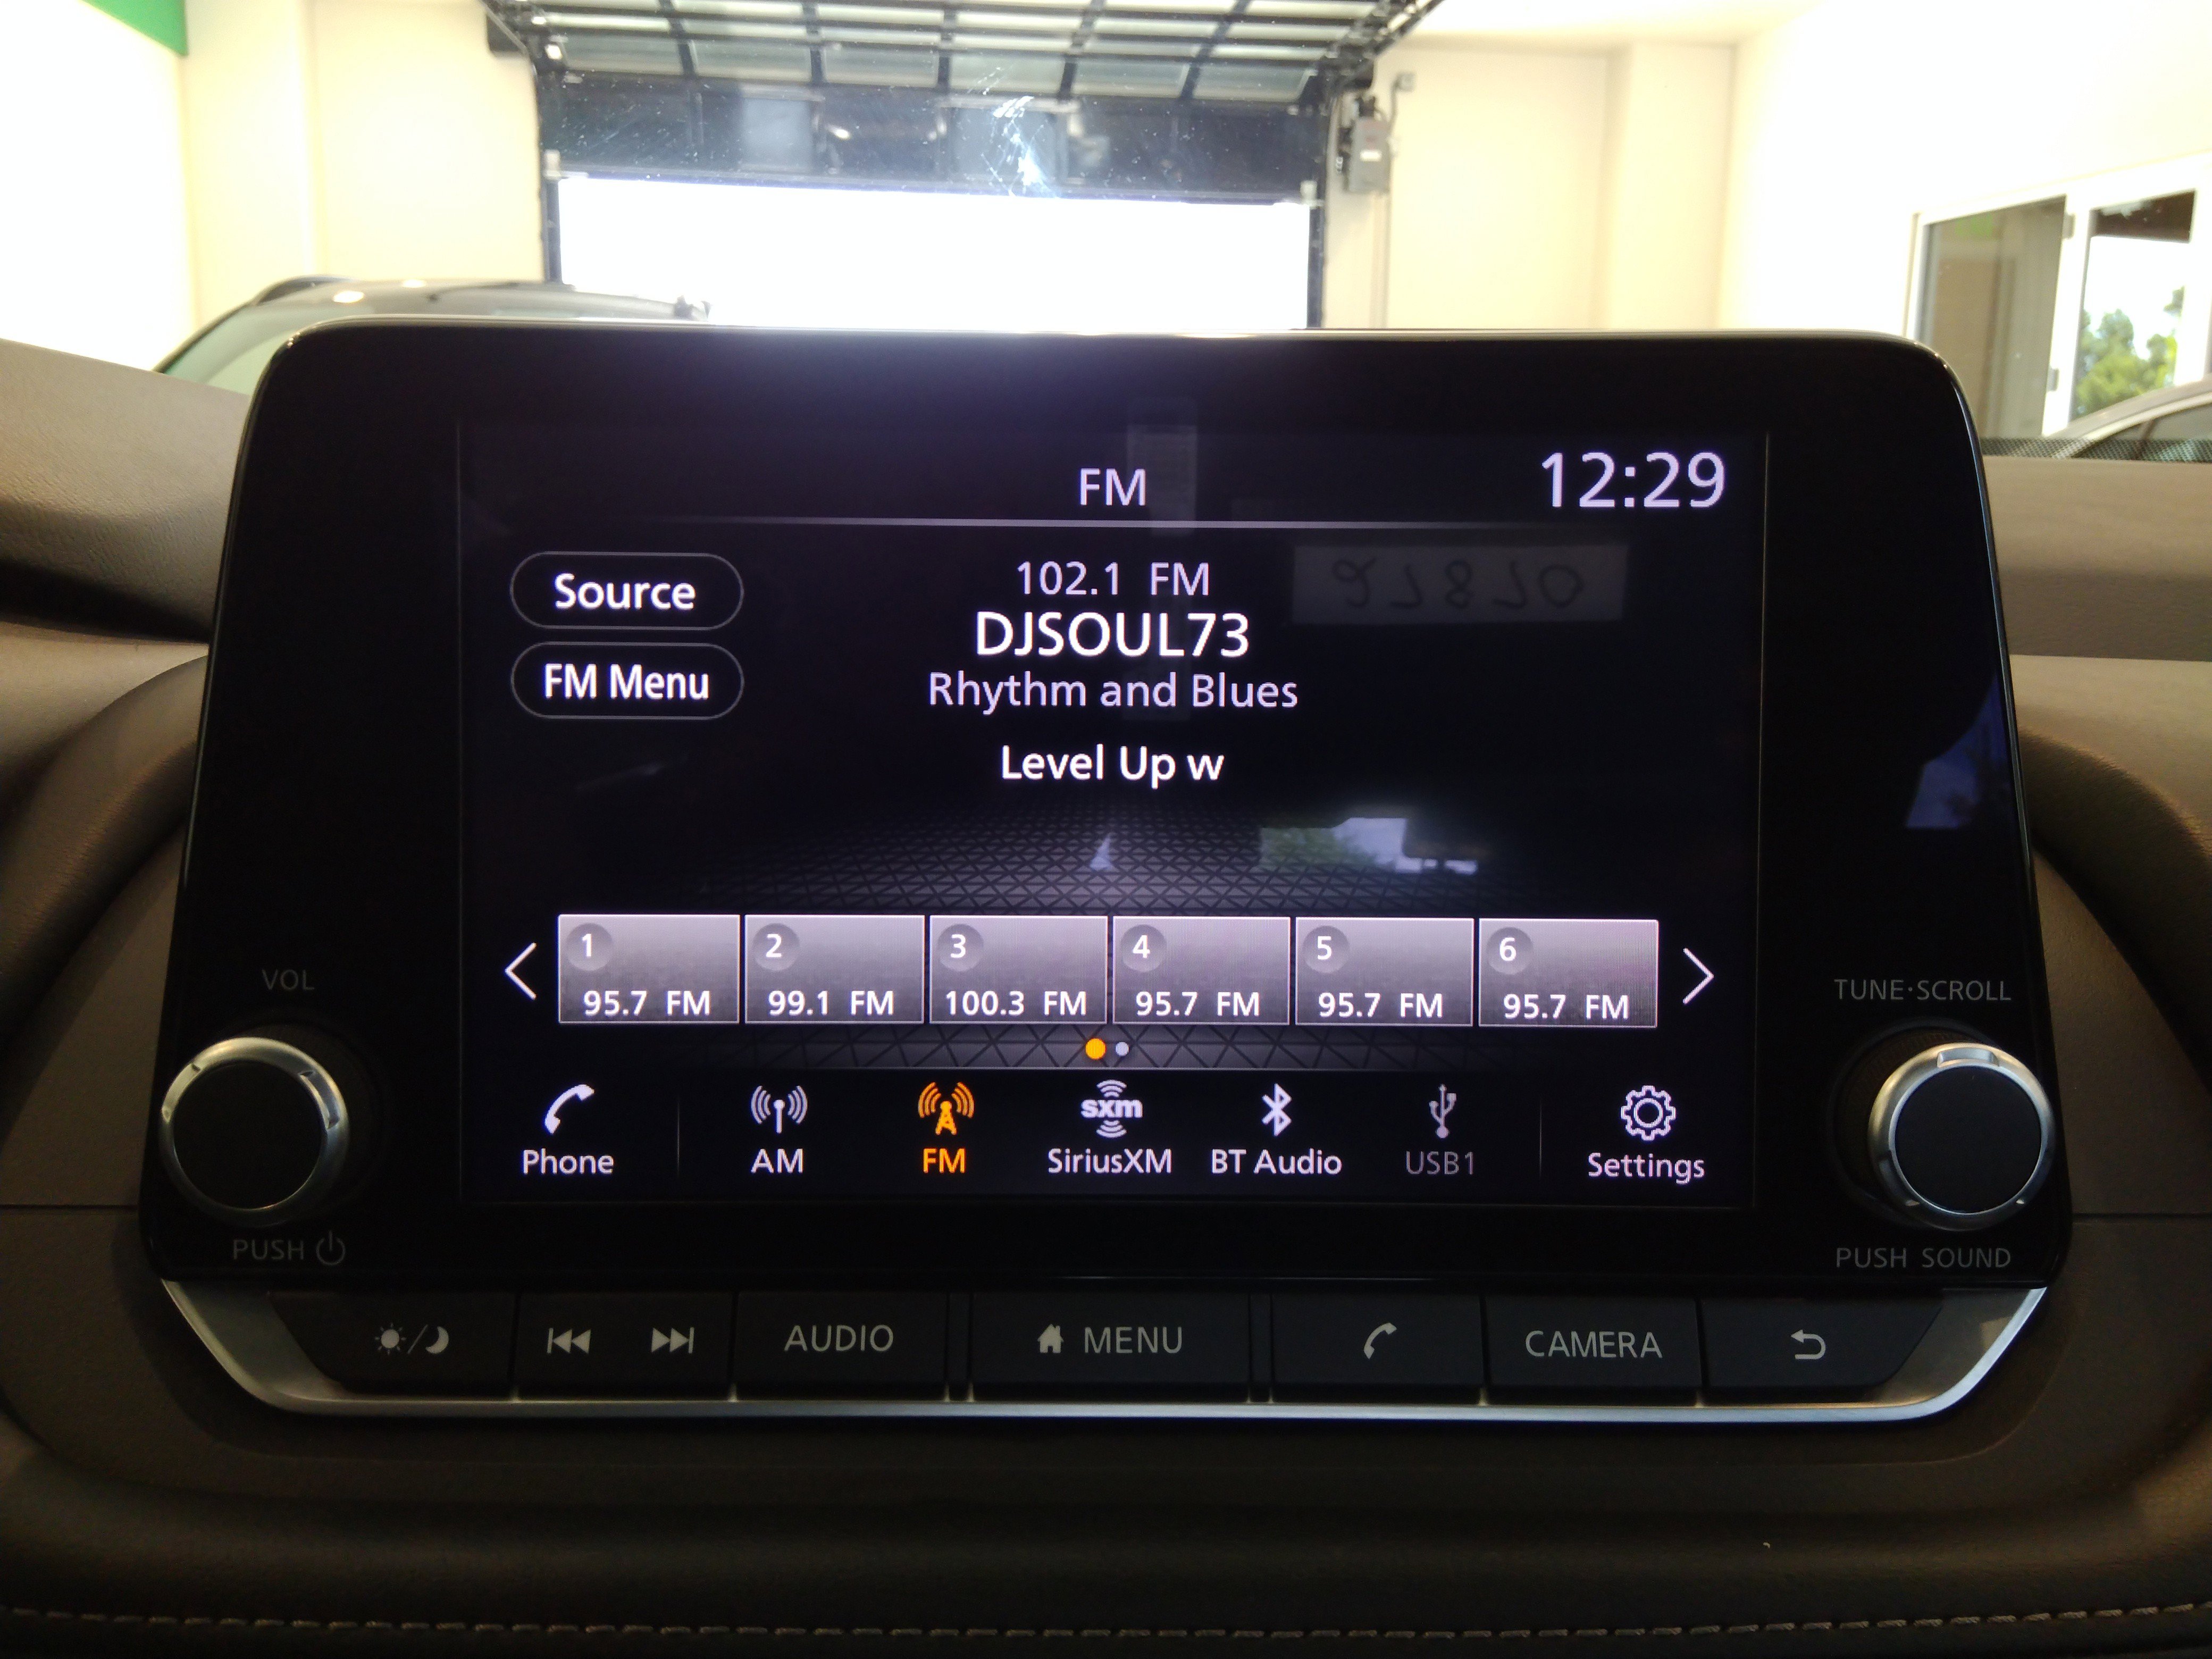 FM
12:29
Source
102.1 FM
DJSOUL73
FM Menu
Rhythm and Blues
Level Up w
1 2 3 4 5 6
95.7 FM 99.1 FM 100.3 FM 95.7 FM 95.7 FM 95.7 FM
VOL
TUNE·SCROLL
sxm
Phone AM FM SiriusXM BT Audio USB1 Settings
PUSH
PUSH SOUND
AUDIO MENU CAMERA